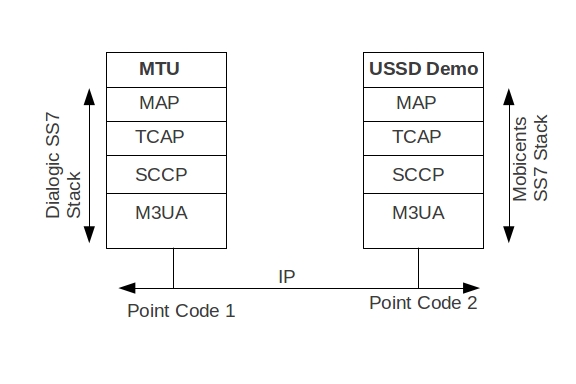 MTU
MAP
TCAP
SCCP
M3UA
Dialogic SS7
Stack
USSD Demo
MAP
TCAP
SCCP
M3UA
Mobicents
SS7 Stack
IP
Point Code 1
Point Code 2